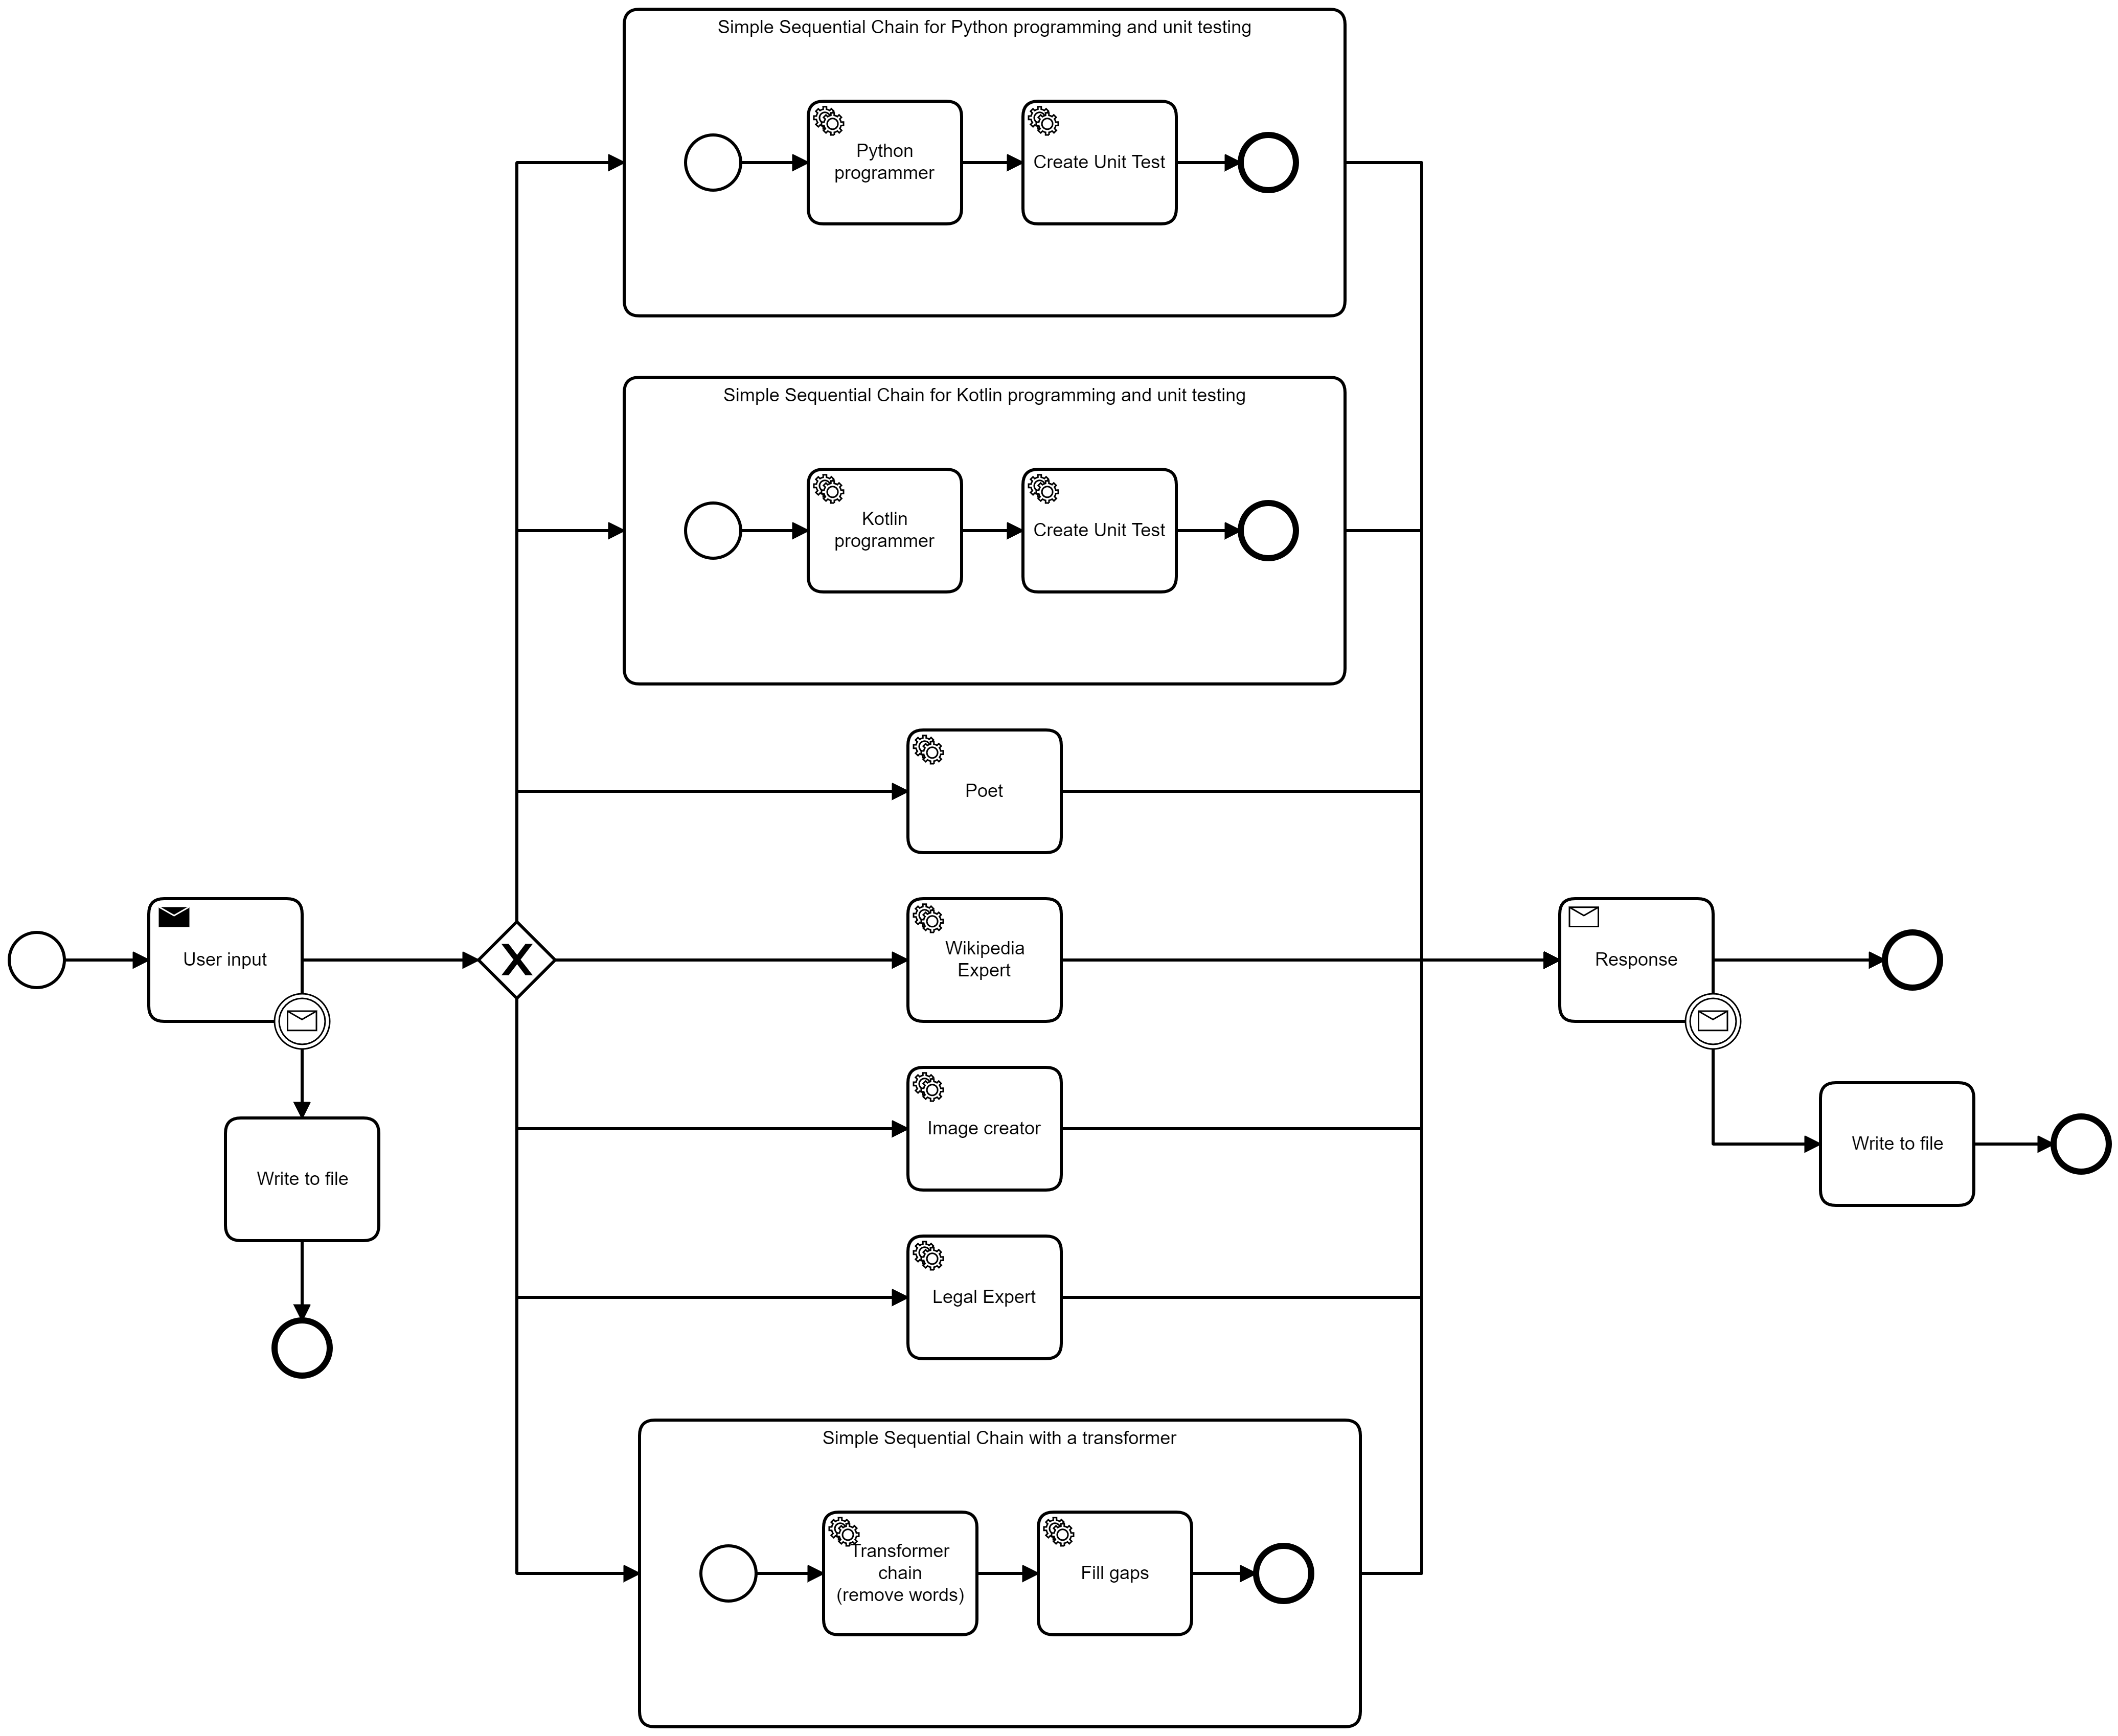 Simple Sequential Chain for Python programming and unit testing
Python
programmer
Create Unit Test
Simple Sequential Chain for Kotlin programming and unit testing
Kotlin
programmer
Create Unit Test
Poet
User input
X
Wikipedia
Expert
Response
Image creator
Write to file
Write to file
Legal Expert
Simple Sequential Chain with a transformer
Transformer
chain
(remove words)
Fill gaps